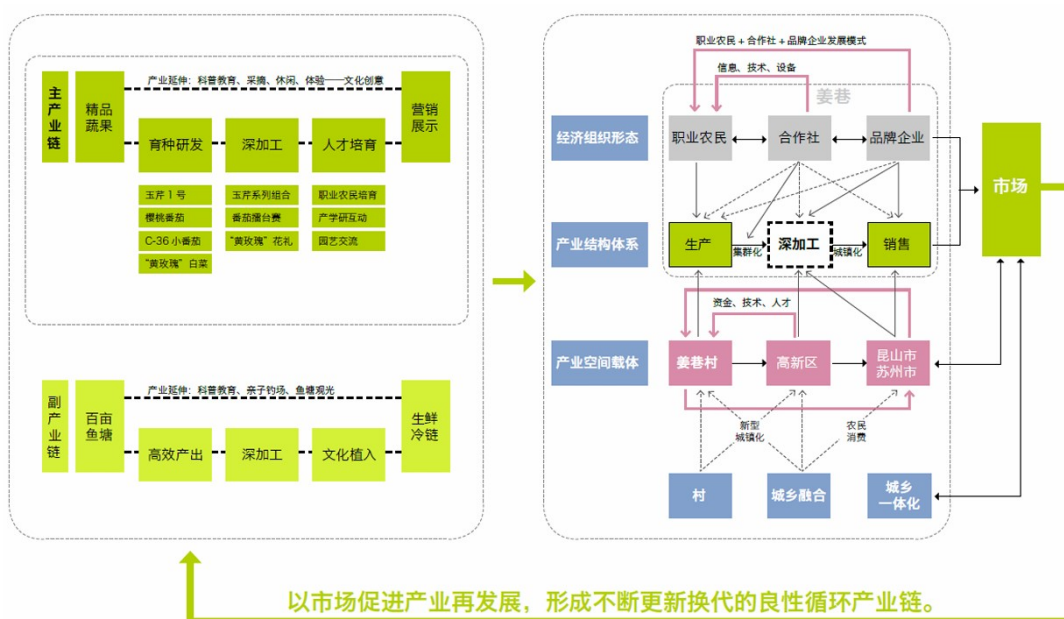 主产业链
精品
蔬果
产业延伸：科普教育、采摘、休闲、体验——文化创意
营销
展示
育种研发
深加工
人才培育
玉芹1号
玉芹系列组合
职业农民培育
樱桃番茄
番茄擂台赛
产学研互动
C-36 小番茄
“黄玫瑰”花礼
园艺交流
“黄玫瑰”白菜
副产业链
百亩
鱼塘
产业延伸：科普教育、亲子钓场、鱼塘观光
生鲜
冷链
高效产出
深加工
文化植入
职业农民+合作社+品牌企业发展模式
信息、技术、设备
姜巷
经济组织形态
职业农民
合作社
品牌企业
市场
产业结构体系
生产
集群化
深加工
城镇化
销售
资金、技术、人才
产业空间载体
姜巷村
高新区
昆山市
苏州市
新型
城镇化
农民
消费
村
城乡融合
城乡
一体化
以市场促进产业再发展，形成不断更新换代的良性循环产业链。